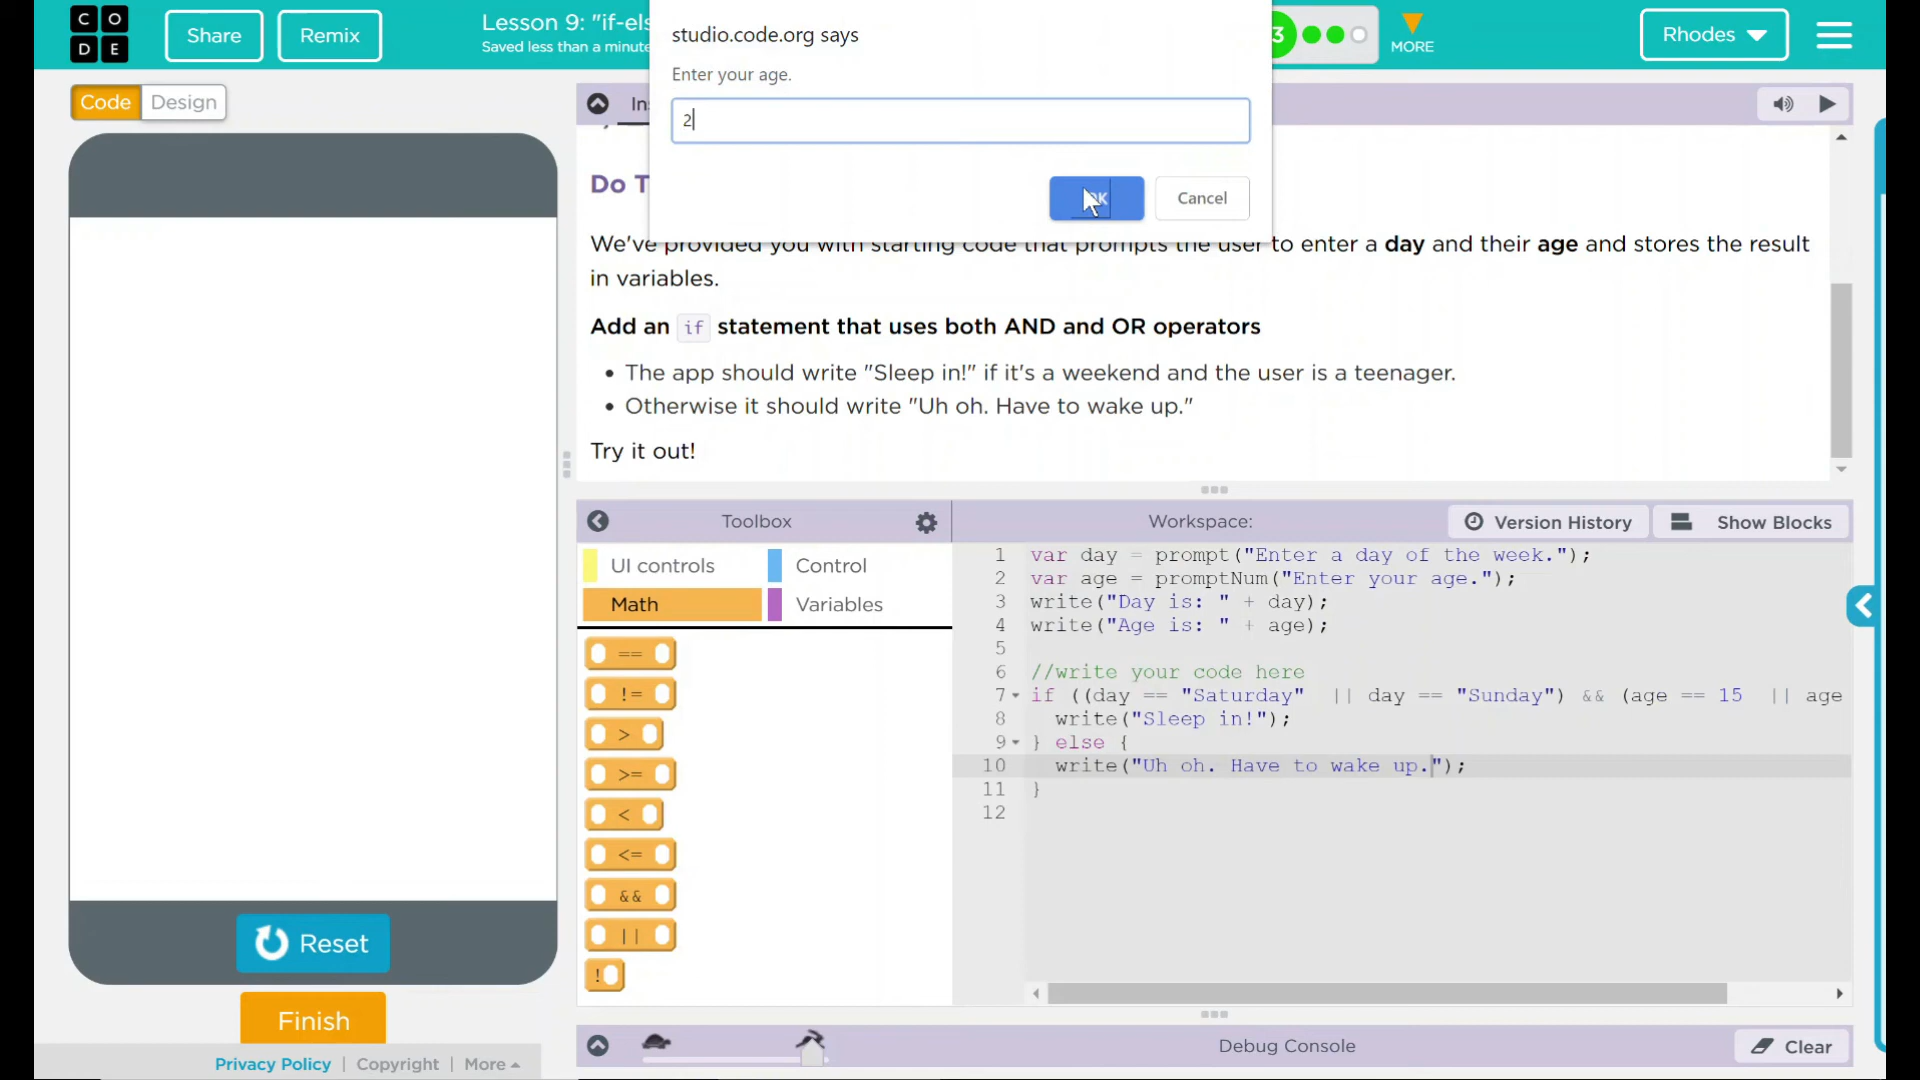 C O
D E
Share
Remix
Lesson 9: "if-els
Saved less than a minute
3
MORE
Rhodes
studio.code.org says
Enter your age.
2
Cancel
Code
Design
In
Do T
We've provided you with starting code that prompts the user to enter a day and their age and stores the result
in variables.
Add an if statement that uses both AND and OR operators
The app should write "Sleep in!" if it's a weekend and the user is a teenager.
Otherwise it should write "Uh oh. Have to wake up."
Try it out!
Toolbox
Workspace:
Version History
Show Blocks
UI controls
Control
Math
Variables
==
!=
>
>=
<
<=
&&
||
!
1 var day = prompt("Enter a day of the week.");
2 var age = promptNum("Enter your age.");
3 write("Day is: " + day);
4 write("Age is: " + age);
5
6 //write your code here
7 if ((day == "Saturday" || day == "Sunday") && (age == 15 || age
8 write("Sleep in!");
9 } else {
10 write("Uh oh. Have to wake up.");
11 }
12
Reset
Finish
Privacy Policy | Copyright | More
Debug Console
Clear